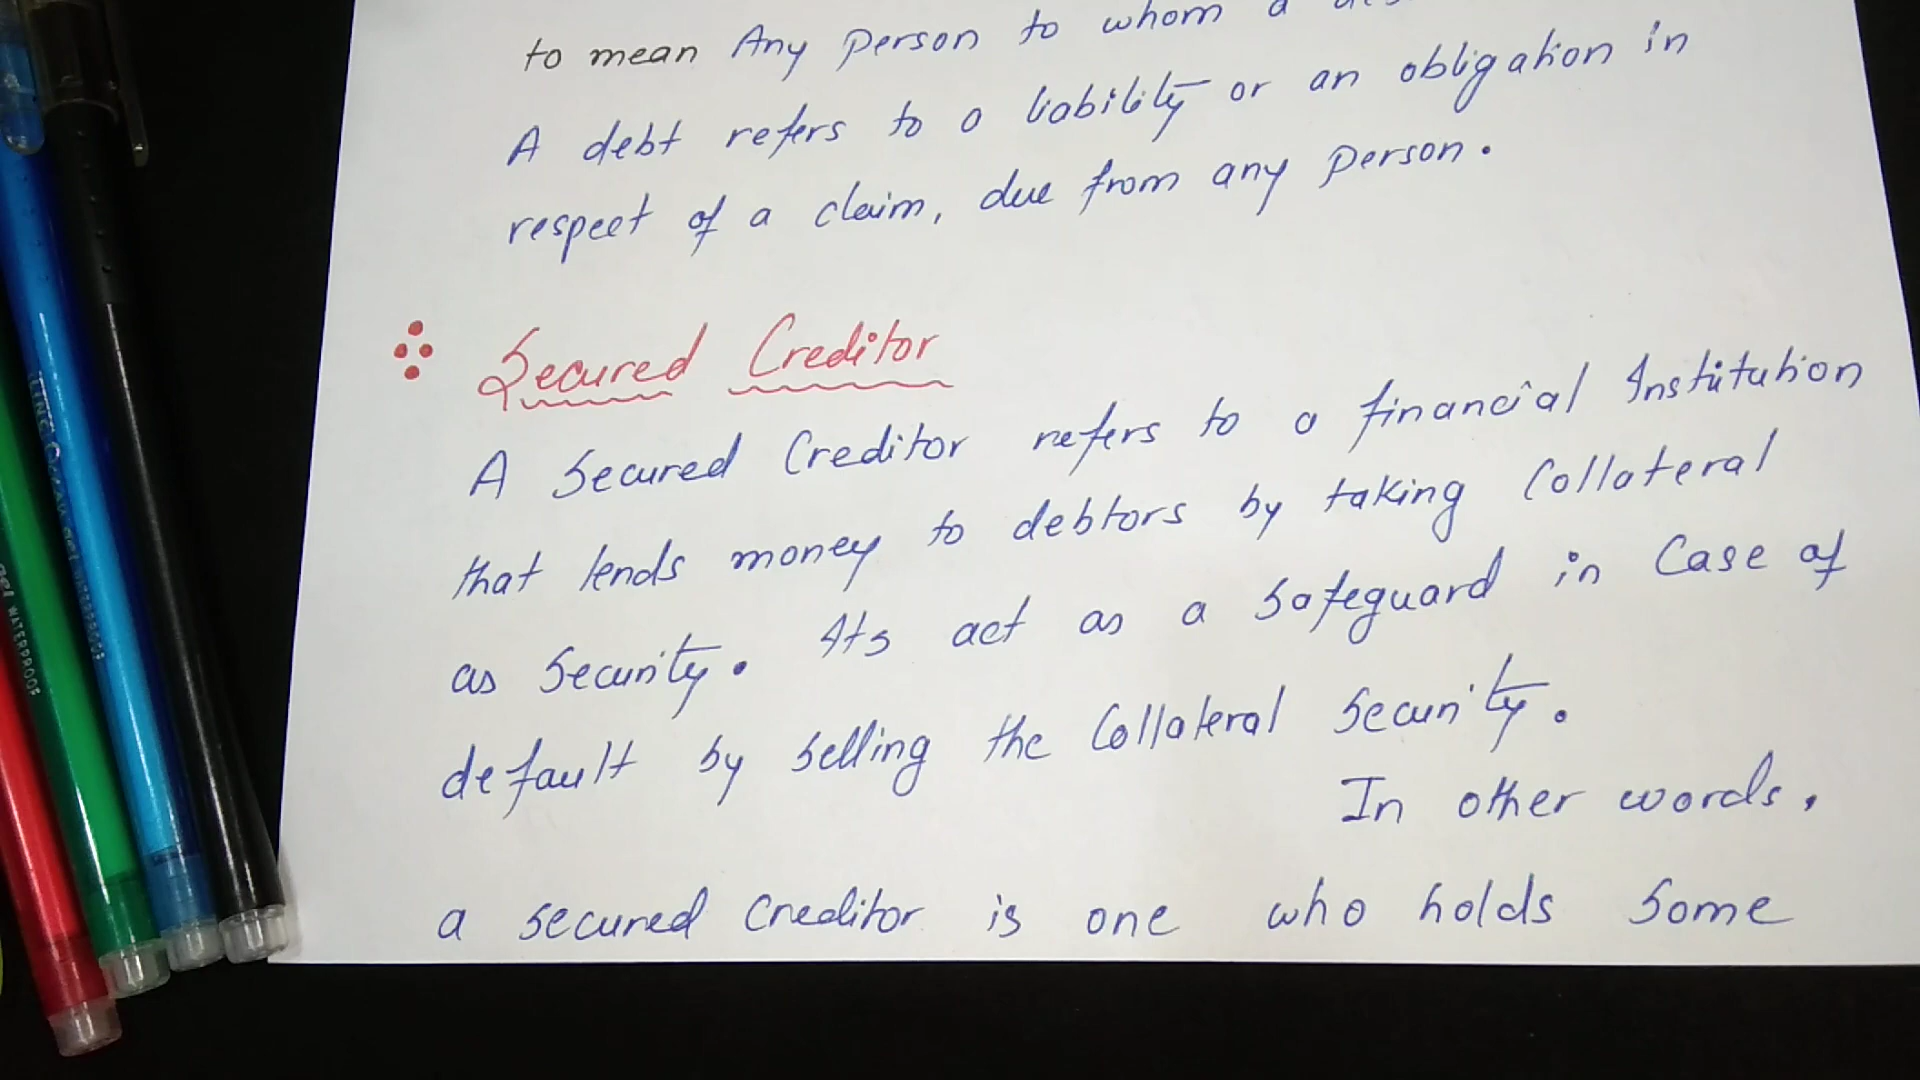 to mean Any person to whom a
A debt refers to a liability or an obligation in
respect of a claim, due from any person.
Secured Creditor
A Secured Creditor refers to a financial Institution
that lends money to debtors by taking Collateral
as Security. Its act as a Safeguard in Case of
default by Selling the Collateral Security.
In other words,
a secured Creditor is one who holds Some
WATERPROOF
WATERPROOF